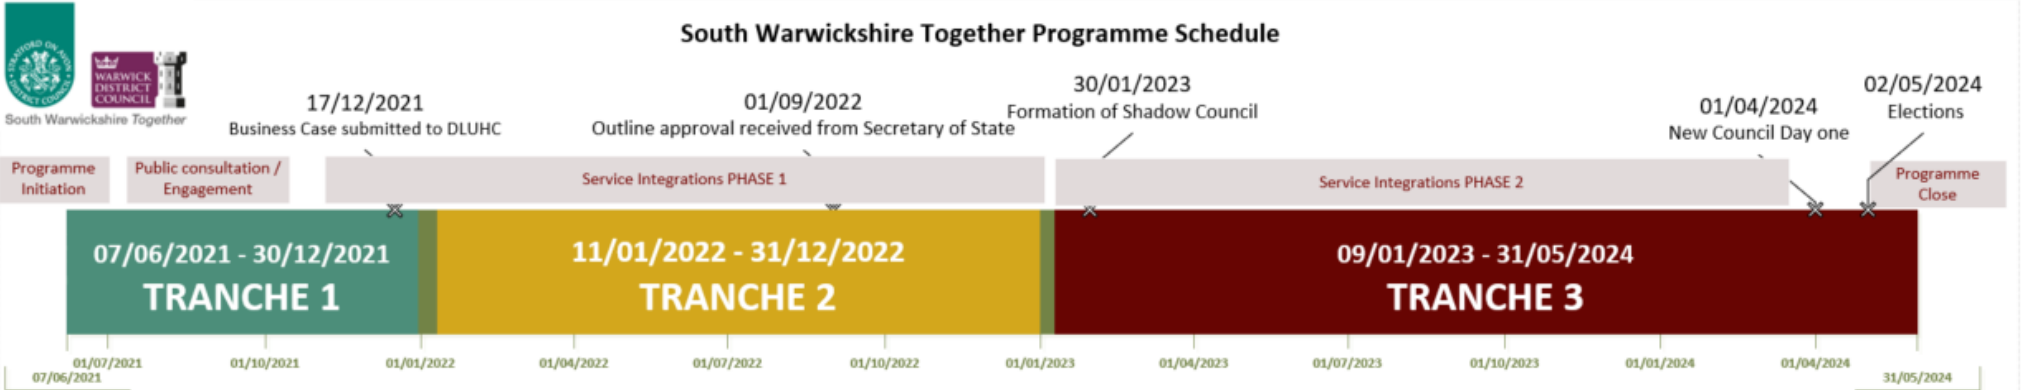 South Warwickshire Together Programme Schedule
STRATFORD ON AVON DISTRICT COUNCIL
WARWICK
DISTRICT
COUNCIL
South Warwickshire Together
17/12/2021
Business Case submitted to DLUHC
01/09/2022
Outline approval received from Secretary of State
30/01/2023
Formation of Shadow Council
01/04/2024
New Council Day one
02/05/2024
Elections
Programme
Initiation
Public consultation /
Engagement
Service Integrations PHASE 1
Service Integrations PHASE 2
Programme
Close
07/06/2021 - 30/12/2021
TRANCHE 1
11/01/2022 - 31/12/2022
TRANCHE 2
09/01/2023 - 31/05/2024
TRANCHE 3
01/07/2021
01/10/2021
01/01/2022
01/04/2022
01/07/2022
01/10/2022
01/01/2023
01/04/2023
01/07/2023
01/10/2023
01/01/2024
01/04/2024
07/06/2021
31/05/2024